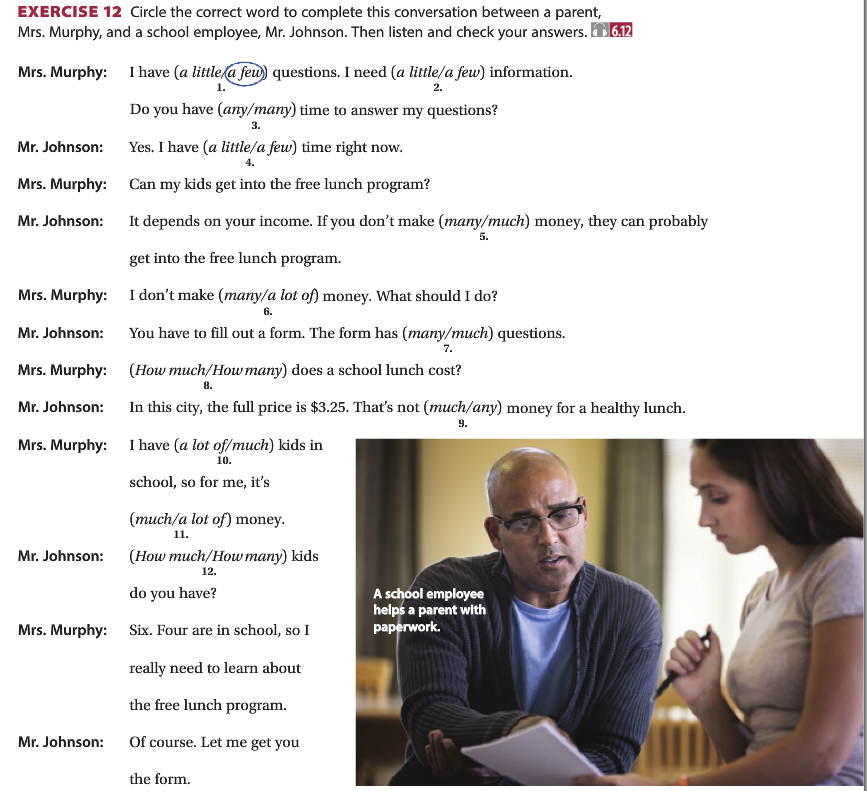 EXERCISE 12 Circle the correct word to complete this conversation between a parent,
Mrs. Murphy, and a school employee, Mr. Johnson. Then listen and check your answers. 6.12
Mrs. Murphy: I have (a little/a few) questions. I need (a little/a few) information.
1. 2.
Do you have (any/many) time to answer my questions?
3.
Mr. Johnson: Yes. I have (a little/a few) time right now.
4.
Mrs. Murphy: Can my kids get into the free lunch program?
Mr. Johnson: It depends on your income. If you don't make (many/much) money, they can probably
5.
get into the free lunch program.
Mrs. Murphy: I don't make (many/a lot of) money. What should I do?
6.
Mr. Johnson: You have to fill out a form. The form has (many/much) questions.
7.
Mrs. Murphy: (How much/How many) does a school lunch cost?
8.
Mr. Johnson: In this city, the full price is $3.25. That's not (much/any) money for a healthy lunch.
9.
Mrs. Murphy: I have (a lot of/much) kids in
10.
school, so for me, it's
(much/a lot of) money.
11.
Mr. Johnson: (How much/How many) kids
12.
do you have?
Mrs. Murphy: Six. Four are in school, so I
really need to learn about
the free lunch program.
Mr. Johnson: Of course. Let me get you
the form.
A school employee
helps a parent with
paperwork.